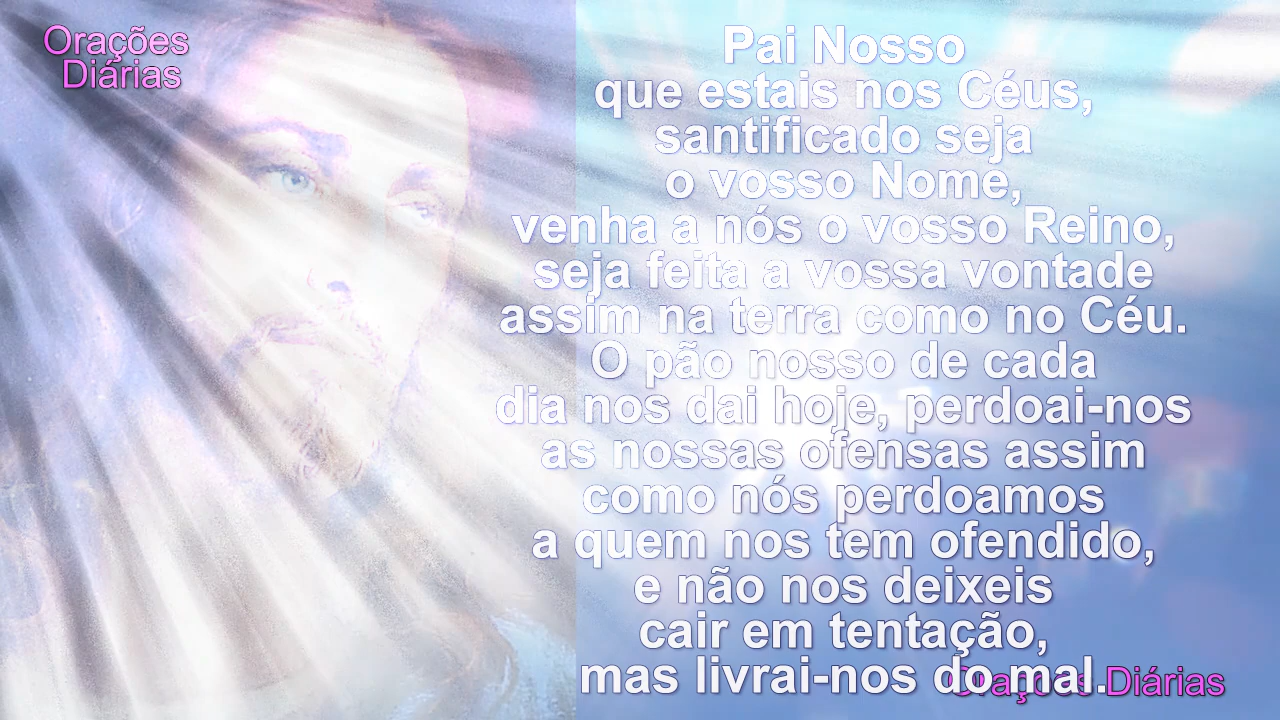 Orações
Diárias
Pai Nosso
que estais nos Céus,
santificado seja
o vosso Nome,
venha a nós o vosso Reino,
seja feita a vossa vontade
assim na terra como no Céu.
O pão nosso de cada
dia nos dai hoje, perdoai-nos
as nossas ofensas assim
como nós perdoamos
a quem nos tem ofendido,
e não nos deixeis
cair em tentação,
mas livrai-nos do mal.
Orações Diárias